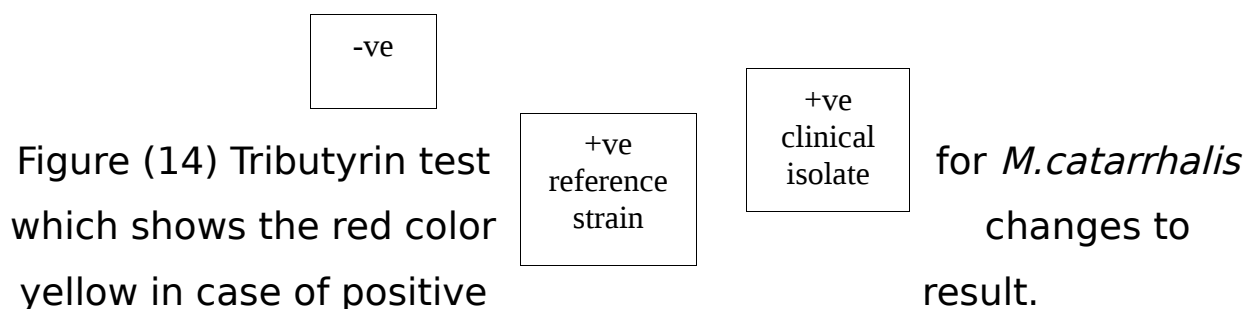 -ve
+ve
clinical
isolate
+ve
reference
strain
Figure (14) Tributyrin test for M.catarrhalis
which shows the red color changes to
yellow in case of positive result.